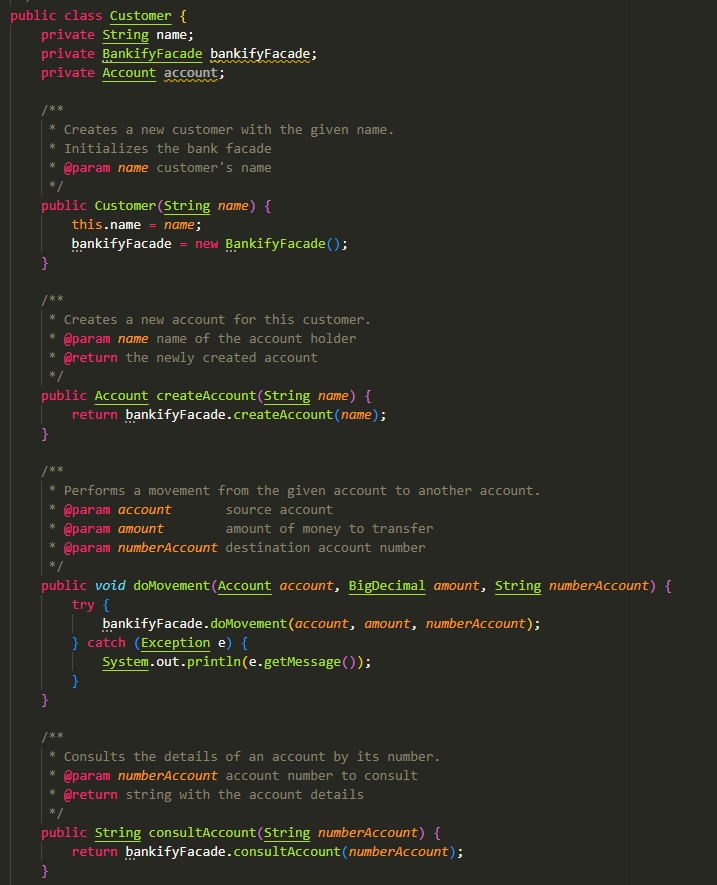 public class Customer {
    private String name;
    private BankifyFacade bankifyFacade;
    private Account account;

    /**
     * Creates a new customer with the given name.
     * Initializes the bank facade
     * @param name customer's name
     */
    public Customer(String name) {
        this.name = name;
        bankifyFacade = new BankifyFacade();
    }

    /**
     * Creates a new account for this customer.
     * @param name name of the account holder
     * @return the newly created account
     */
    public Account createAccount(String name) {
        return bankifyFacade.createAccount(name);
    }

    /**
     * Performs a movement from the given account to another account.
     * @param account       source account
     * @param amount        amount of money to transfer
     * @param numberAccount destination account number
     */
    public void doMovement(Account account, BigDecimal amount, String numberAccount) {
        try {
            bankifyFacade.doMovement(account, amount, numberAccount);
        } catch (Exception e) {
            System.out.println(e.getMessage());
        }
    }

    /**
     * Consults the details of an account by its number.
     * @param numberAccount account number to consult
     * @return string with the account details
     */
    public String consultAccount(String numberAccount) {
        return bankifyFacade.consultAccount(numberAccount);
    }